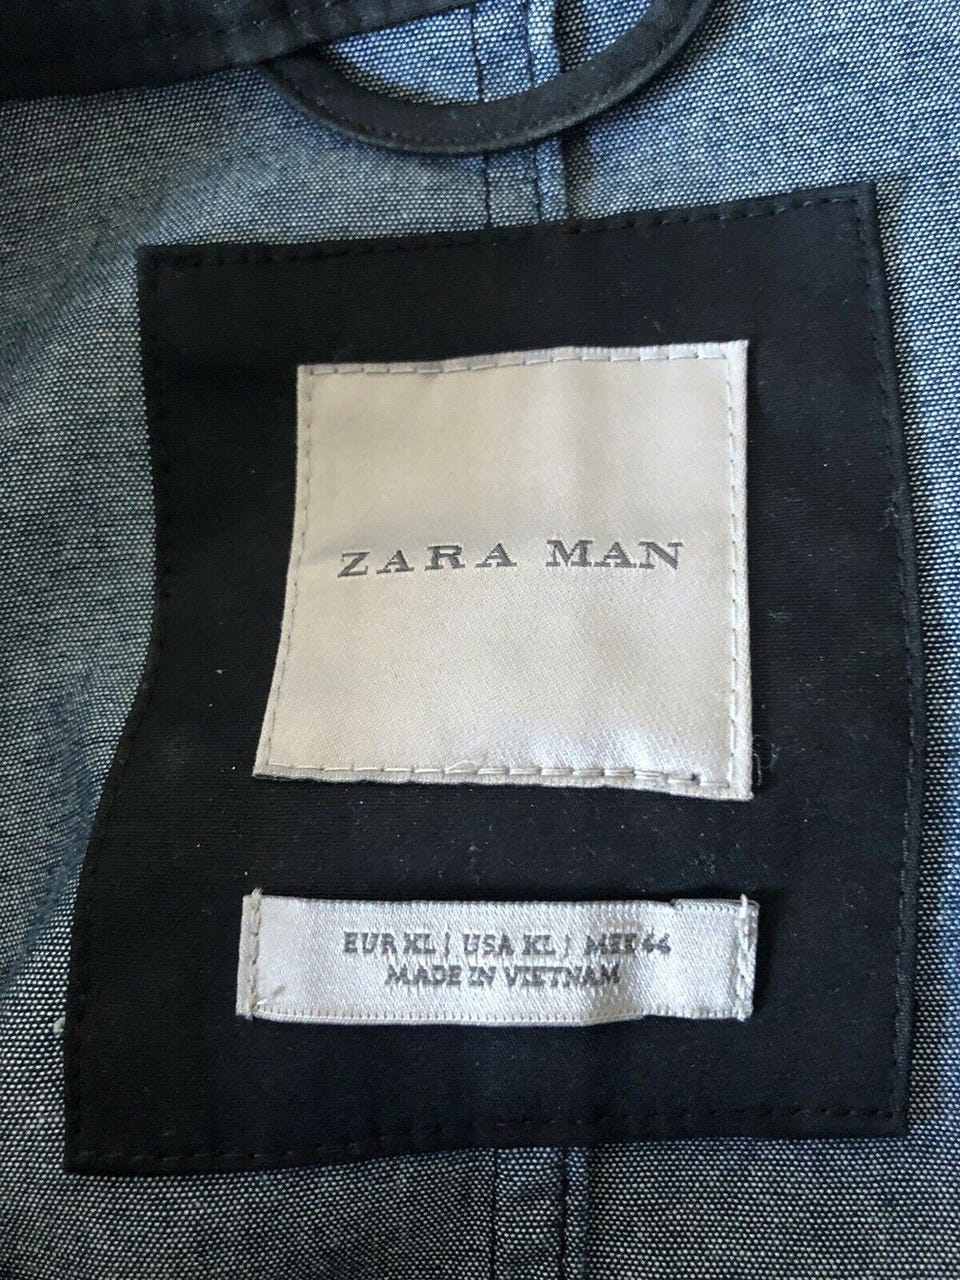 ZARA MAN
EUR XL | USA XL | MEX 44
MADE IN VIETNAM